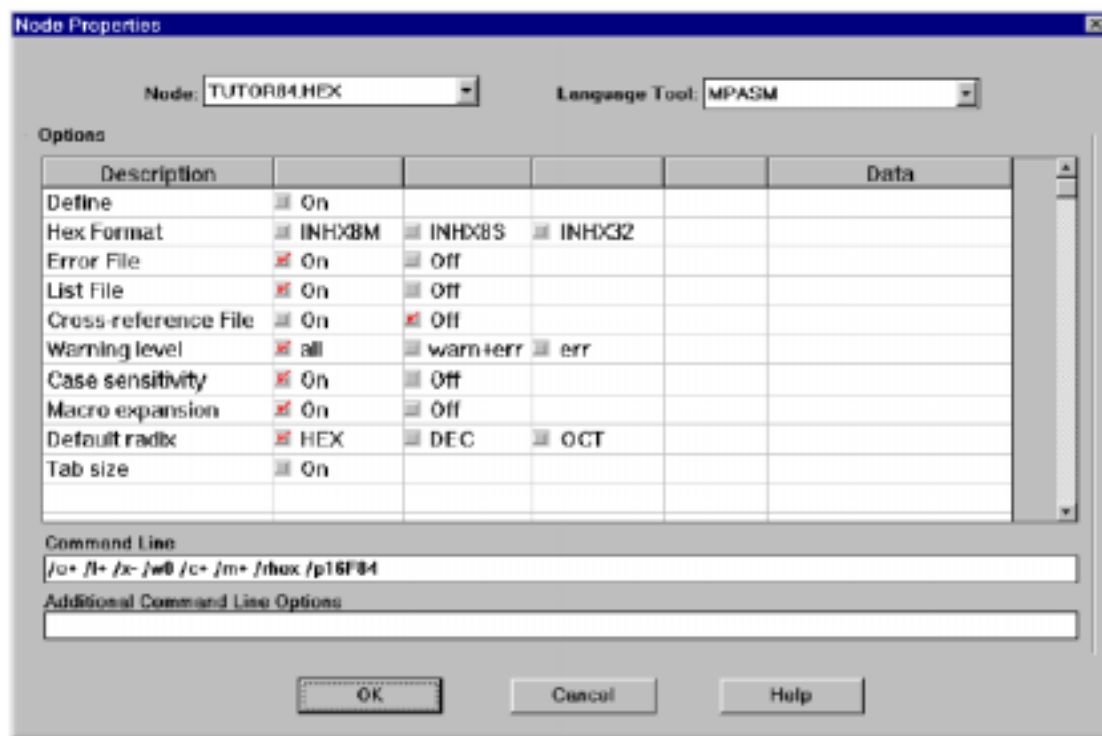 Node Properties
Node: TUTOR84.HEX Language Tool: MPASM
Options
Description Data
Define On
Hex Format INHX8M INHX8S INHX32
Error File On Off
List File On Off
Cross-reference File On Off
Warning level all warn+err err
Case sensitivity On Off
Macro expansion On Off
Default radix HEX DEC OCT
Tab size On
Command Line
/e+ /l+ /x- /w0 /c+ /m+ /rhex /p16F84
Additional Command Line Options
OK Cancel Help